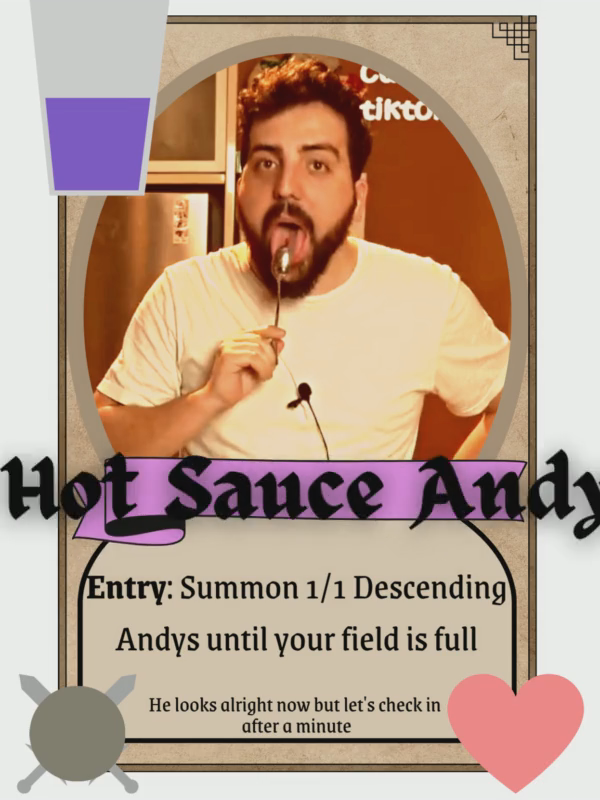 tikto
Hot Sauce Andy
Entry: Summon 1/1 Descending
Andys until your field is full
He looks alright now but let's check in
after a minute